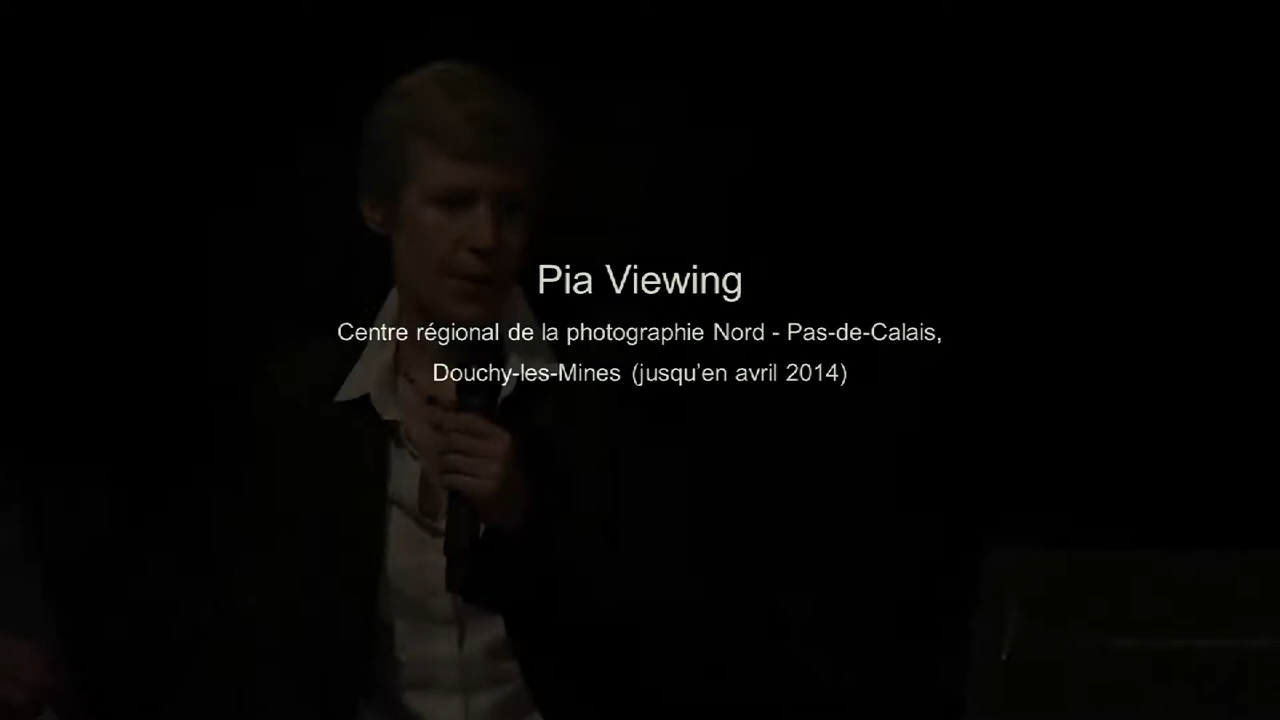 Pia Viewing
Centre régional de la photographie Nord - Pas-de-Calais,
Douchy-les-Mines (jusqu’en avril 2014)